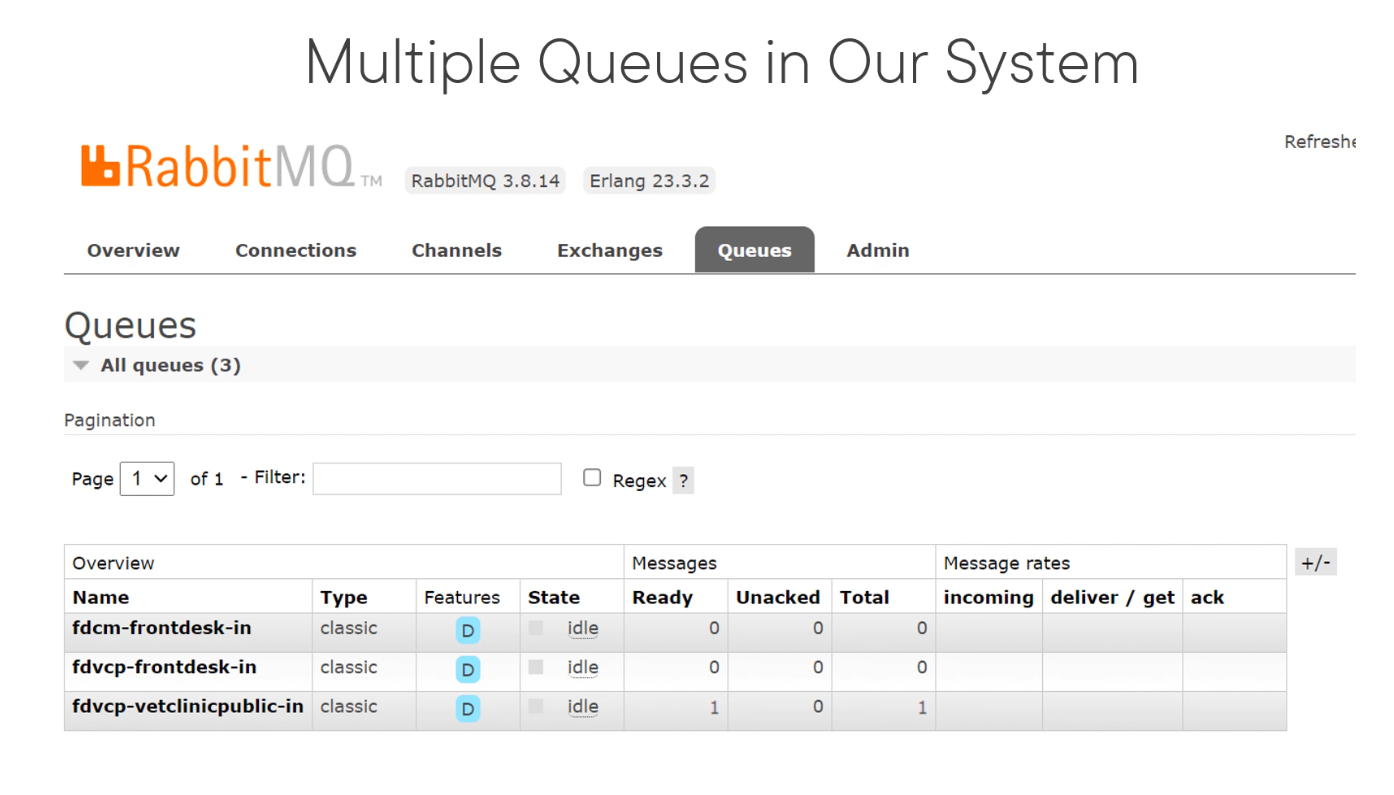 Multiple Queues in Our System
Refreshe
RabbitMQ TM RabbitMQ 3.8.14 Erlang 23.3.2
Overview Connections Channels Exchanges Queues Admin
Queues
All queues (3)
Pagination
Page 1 of 1 - Filter: Regex ?
Overview Messages Message rates +/-
Name Type Features State Ready Unacked Total incoming deliver / get ack
fdcm-frontdesk-in classic D idle 0 0 0
fdvcp-frontdesk-in classic D idle 0 0 0
fdvcp-vetclinicpublic-in classic D idle 1 0 1